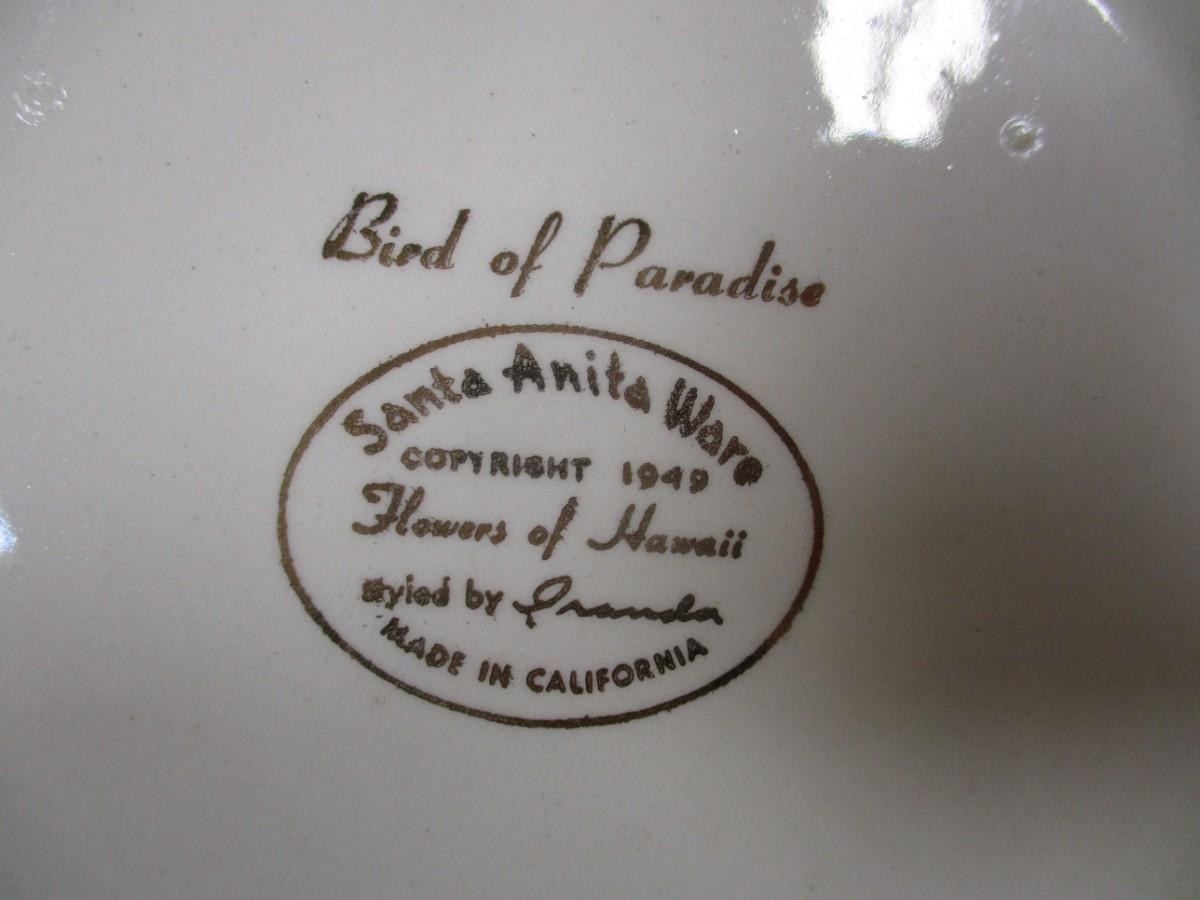 Bird of Paradise
Santa Anita Ware
COPYRIGHT 1949
Flowers of Hawaii
styled by
MADE IN CALIFORNIA